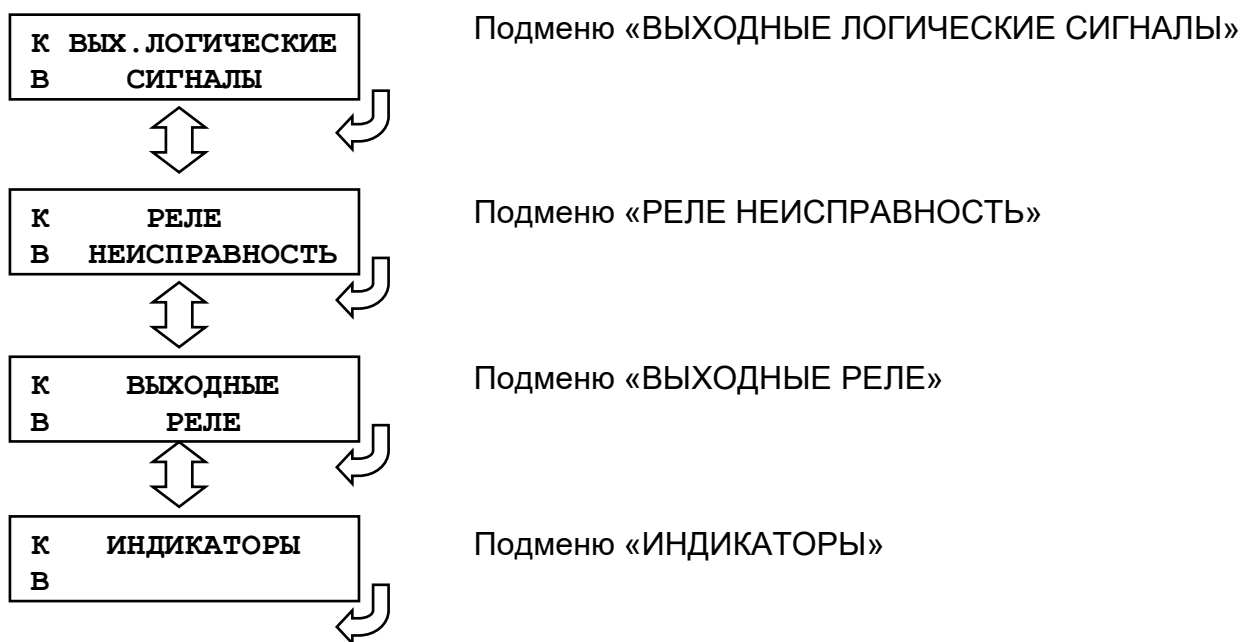 К ВЫХ.ЛОГИЧЕСКИЕ
В СИГНАЛЫ
Подменю «ВЫХОДНЫЕ ЛОГИЧЕСКИЕ СИГНАЛЫ»
К РЕЛЕ
В НЕИСПРАВНОСТЬ
Подменю «РЕЛЕ НЕИСПРАВНОСТЬ»
К ВЫХОДНЫЕ
В РЕЛЕ
Подменю «ВЫХОДНЫЕ РЕЛЕ»
К ИНДИКАТОРЫ
В
Подменю «ИНДИКАТОРЫ»